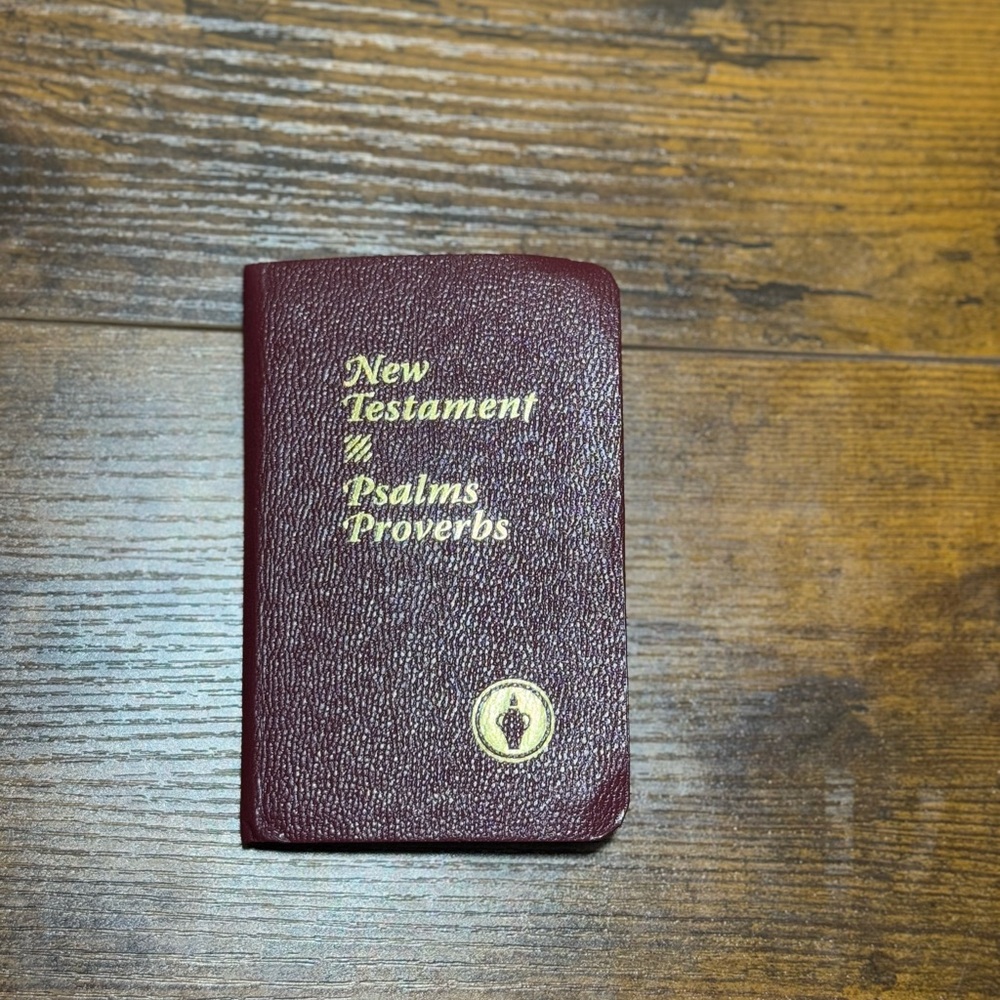 New
Testament
Psalms
Proverbs